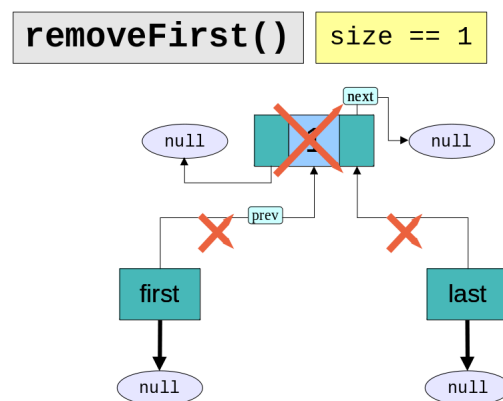 removeFirst()
size == 1
next
null
null
prev
first
last
null
null